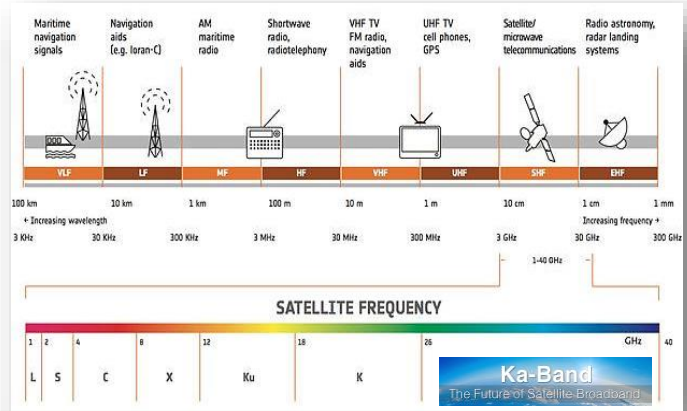 Maritime
navigation
signals
Navigation
aids
(e.g. loran-C)
AM
maritime
radio
Shortwave
radio,
radiotelephony
VHF TV
FM radio,
navigation
aids
UHF TV
cell phones,
GPS
Satellite/
microwave
telecommunications
Radio astronomy,
radar landing
systems
VLF LF MF HF VHF UHF SHF EHF
100 km 10 km 1 km 100 m 10 m 1 m 10 cm 1 cm 1 mm
← Increasing wavelength Increasing frequency →
3 KHz 30 KHz 300 KHz 3 MHz 30 MHz 300 MHz 3 GHz 30 GHz 300 GHz
1-40 GHz
SATELLITE FREQUENCY
1 2 4 8 12 18 26 GHz 40
L S C X Ku K
Ka-Band
The Future of Satellite Broadband